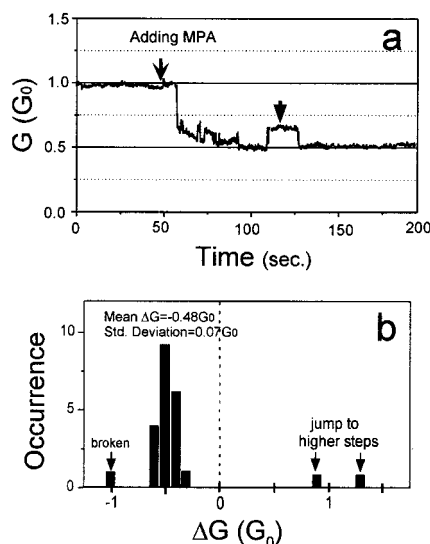 1.5
a
Adding MPA
1.0
G (G0)
0.5
0.0
0 50 100 150 200
Time (sec.)
b
Mean ΔG=-0.48G0
Std. Deviation=0.07G0
10
Occurrence
5
broken
jump to
higher steps
0
-1 0 1
ΔG (G0)